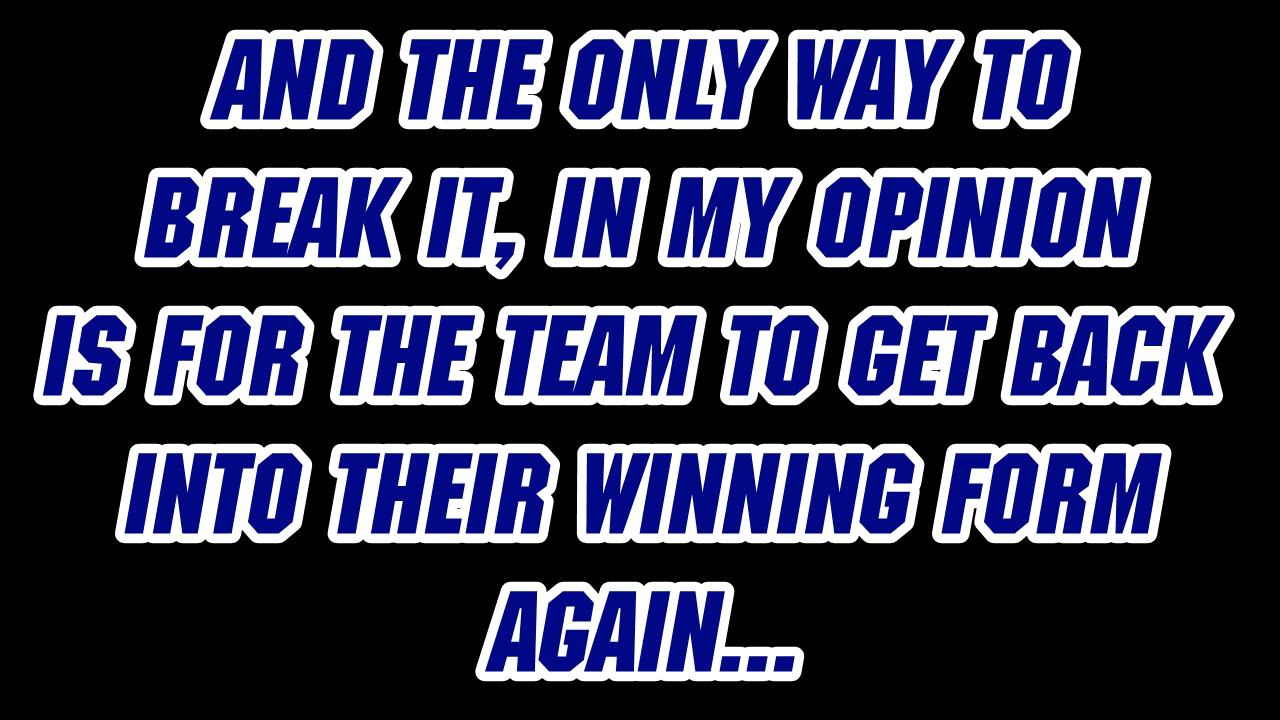 AND THE ONLY WAY TO
BREAK IT, IN MY OPINION
IS FOR THE TEAM TO GET BACK
INTO THEIR WINNING FORM
AGAIN...